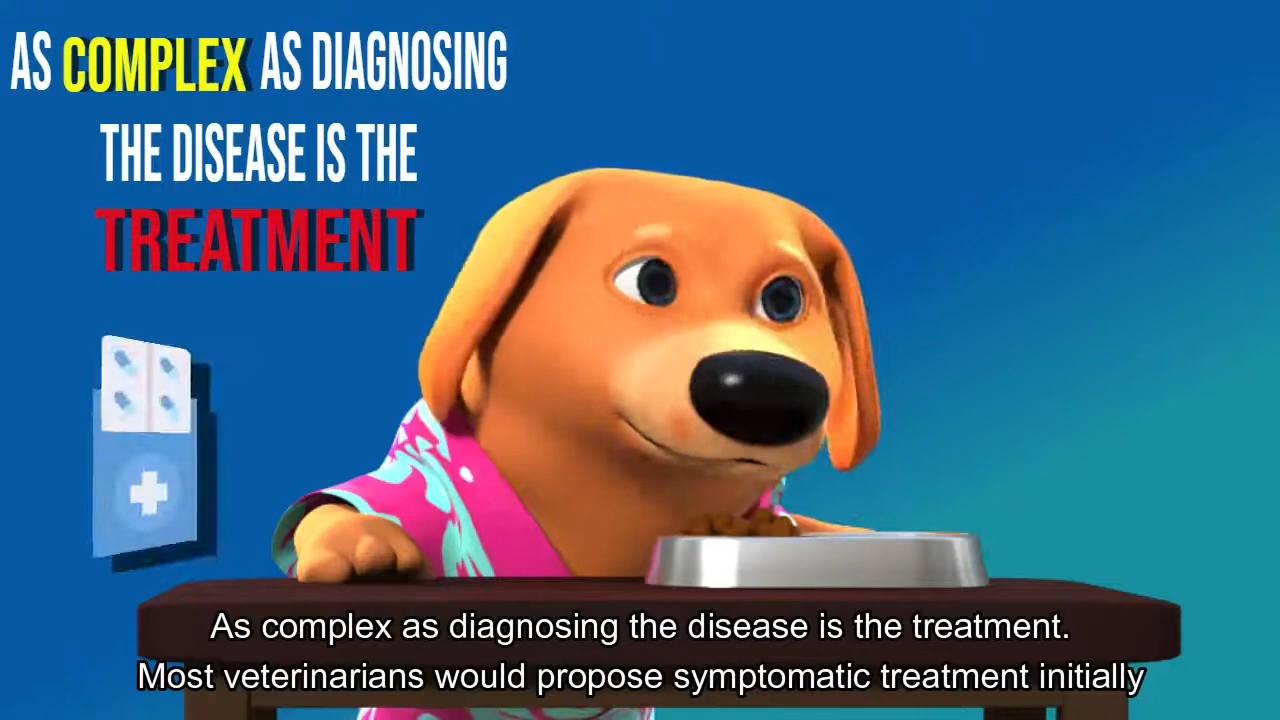 AS COMPLEX AS DIAGNOSING
THE DISEASE IS THE
TREATMENT
As complex as diagnosing the disease is the treatment.
Most veterinarians would propose symptomatic treatment initially